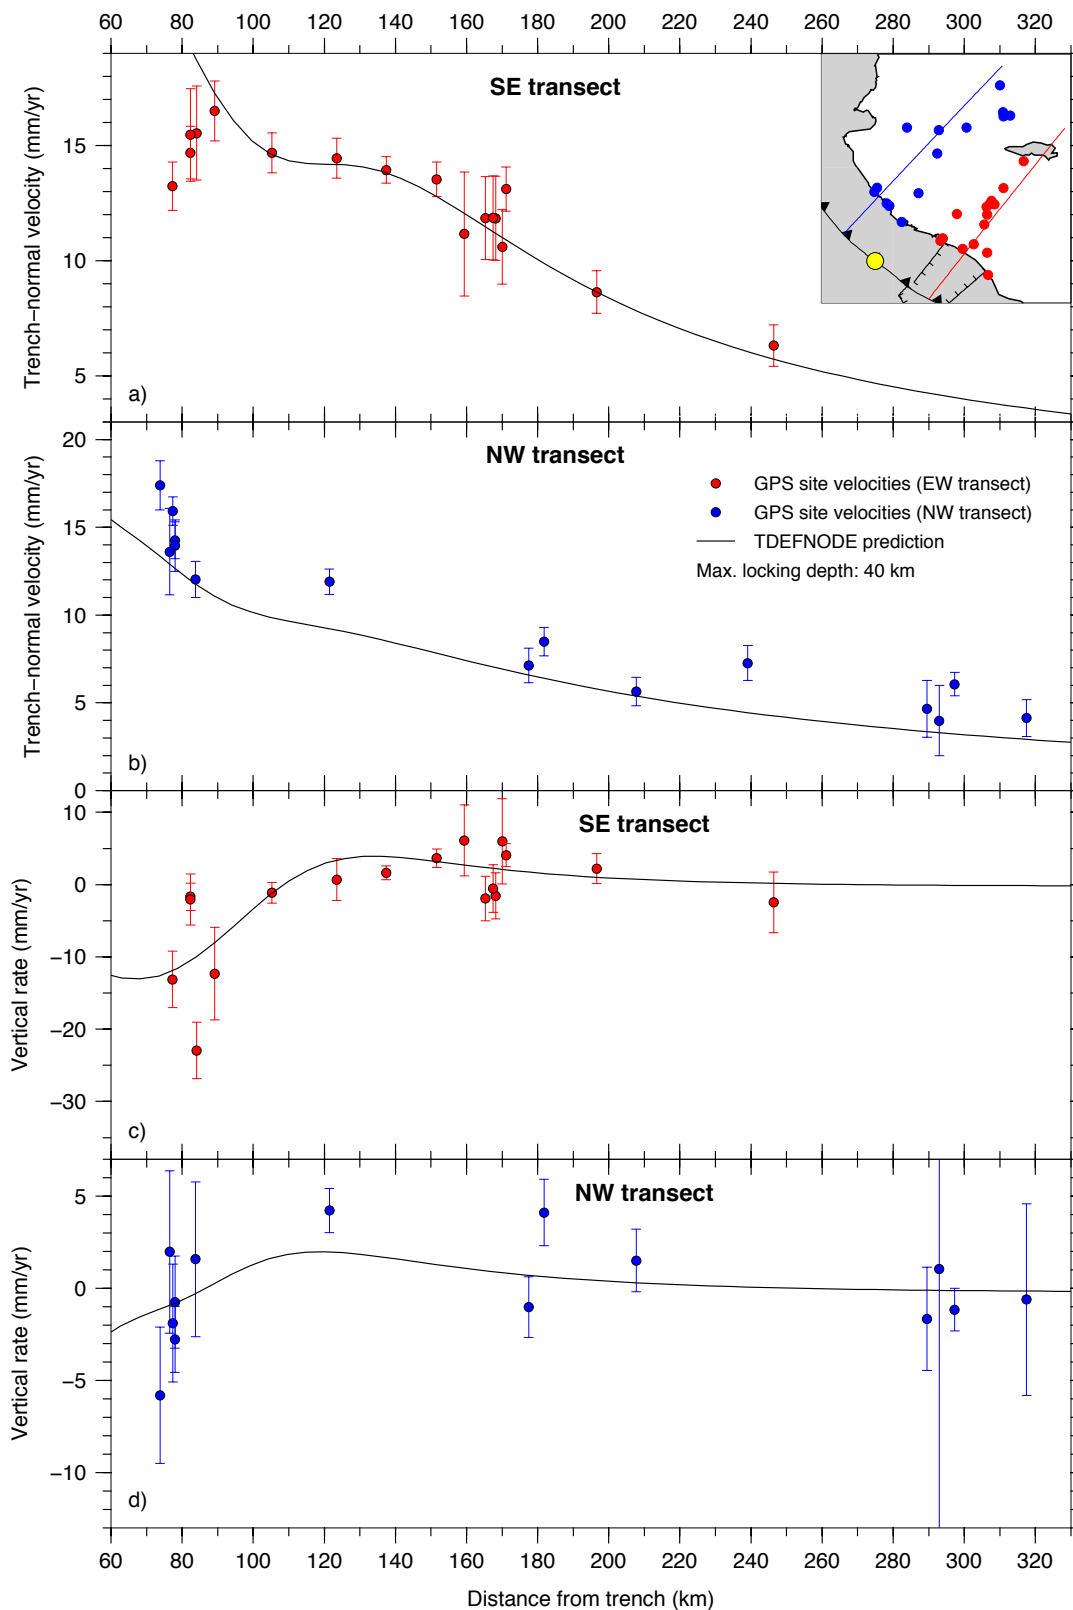 60 80 100 120 140 160 180 200 220 240 260 280 300 320
SE transect
15
10
5
Trench−normal velocity (mm/yr)
a)
NW transect
20
15
10
5
0
Trench−normal velocity (mm/yr)
GPS site velocities (EW transect)
GPS site velocities (NW transect)
TDEFNODE prediction
Max. locking depth: 40 km
b)
SE transect
10
0
−10
−20
−30
Vertical rate (mm/yr)
c)
NW transect
5
0
−5
−10
Vertical rate (mm/yr)
d)
60 80 100 120 140 160 180 200 220 240 260 280 300 320
Distance from trench (km)